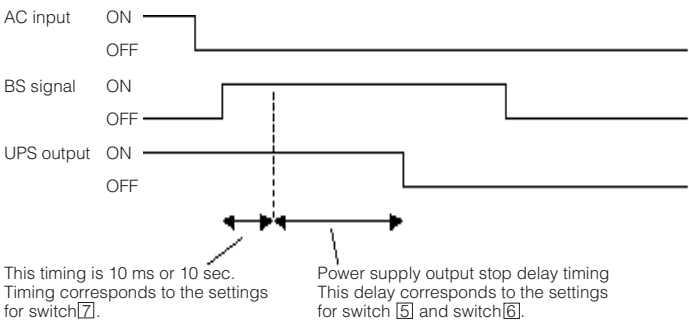 AC input ON
OFF
BS signal ON
OFF
UPS output ON
OFF
This timing is 10 ms or 10 sec.
Timing corresponds to the settings
for switch 7.
Power supply output stop delay timing
This delay corresponds to the settings
for switch 5 and switch 6.